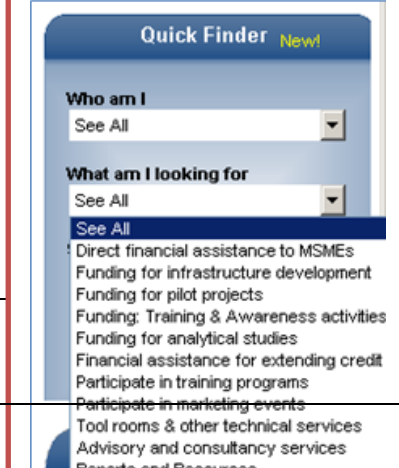 Quick Finder New!
Who am I
See All
What am I looking for
See All
See All
Direct financial assistance to MSMEs
Funding for infrastructure development
Funding for pilot projects
Funding: Training & Awareness activities
Funding for analytical studies
Financial assistance for extending credit
Participate in training programs
Participate in marketing events
Tool rooms & other technical services
Advisory and consultancy services
Reports and Resources